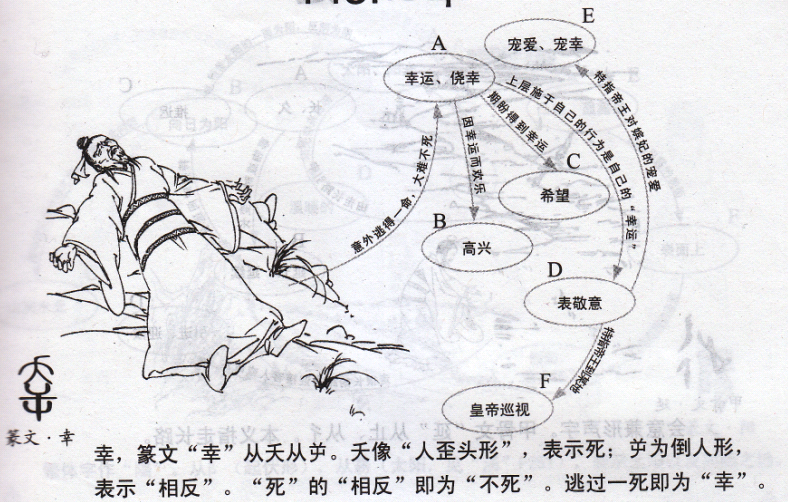 E
宠爱、宠幸
A
幸运、侥幸
特指帝王对嫔妃的宠爱
上层施于自己的行为是自己的“幸运”
期盼得到幸运
因幸运而欢乐
意外逃得一命，大难不死
C
希望
B
高兴
D
表敬意
特指帝王到某地
F
皇帝巡视
篆文·幸
幸，篆文“幸”从夭从屰。夭像“人歪头形”，表示死；屰为倒人形，
表示“相反”。“死”的“相反”即为“不死”。逃过一死即为“幸”。